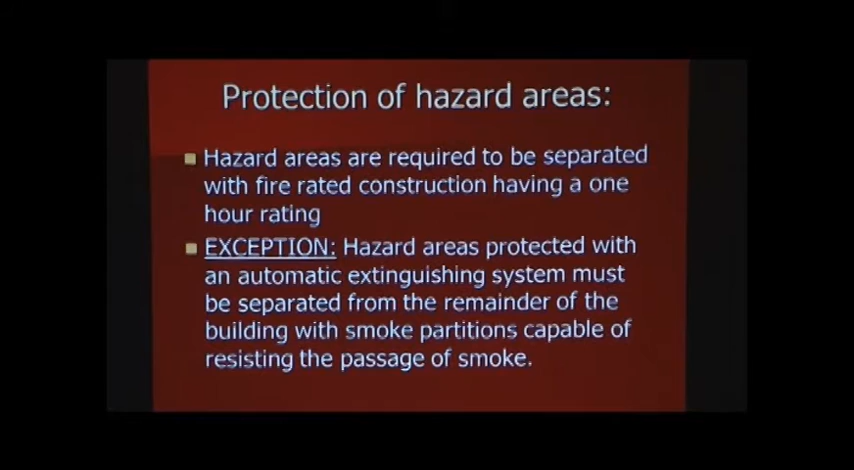 Protection of hazard areas:
Hazard areas are required to be separated
with fire rated construction having a one
hour rating
EXCEPTION: Hazard areas protected with
an automatic extinguishing system must
be separated from the remainder of the
building with smoke partitions capable of
resisting the passage of smoke.